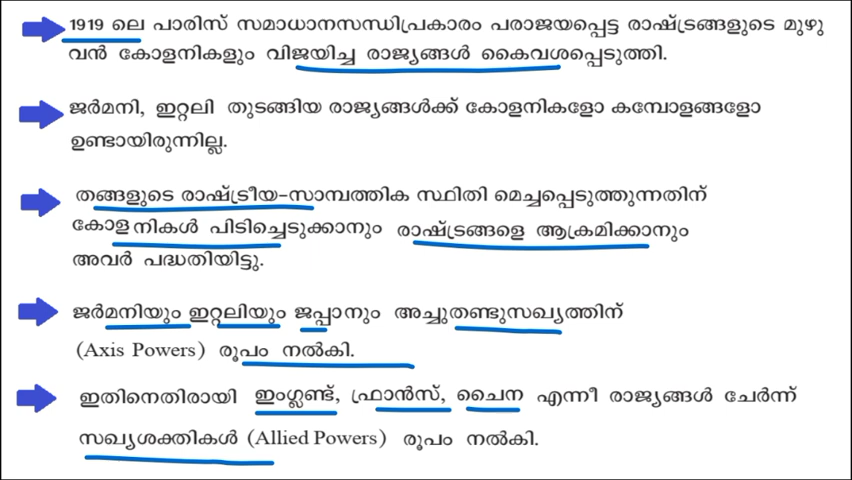 1919 ലെ പാരിസ് സമാധാനസന്ധിപ്രകാരം പരാജയപ്പെട്ട രാഷ്ട്രങ്ങളുടെ മുഴു
വൻ കോളനികളും വിജയിച്ച രാജ്യങ്ങൾ കൈവശപ്പെടുത്തി.
ജർമനി, ഇറ്റലി തുടങ്ങിയ രാജ്യങ്ങൾക്ക് കോളനികളോ കമ്പോളങ്ങളോ
ഉണ്ടായിരുന്നില്ല.
തങ്ങളുടെ രാഷ്ട്രീയ-സാമ്പത്തിക സ്ഥിതി മെച്ചപ്പെടുത്തുന്നതിന്
കോളനികൾ പിടിച്ചെടുക്കാനും രാഷ്ട്രങ്ങളെ ആക്രമിക്കാനും
അവർ പദ്ധതിയിട്ടു.
ജർമനിയും ഇറ്റലിയും ജപ്പാനും അച്ചുതണ്ടുസഖ്യത്തിന്
(Axis Powers) രൂപം നൽകി.
ഇതിനെതിരായി ഇംഗ്ലണ്ട്, ഫ്രാൻസ്, ചൈന എന്നീ രാജ്യങ്ങൾ ചേർന്ന്
സഖ്യശക്തികൾ (Allied Powers) രൂപം നൽകി.